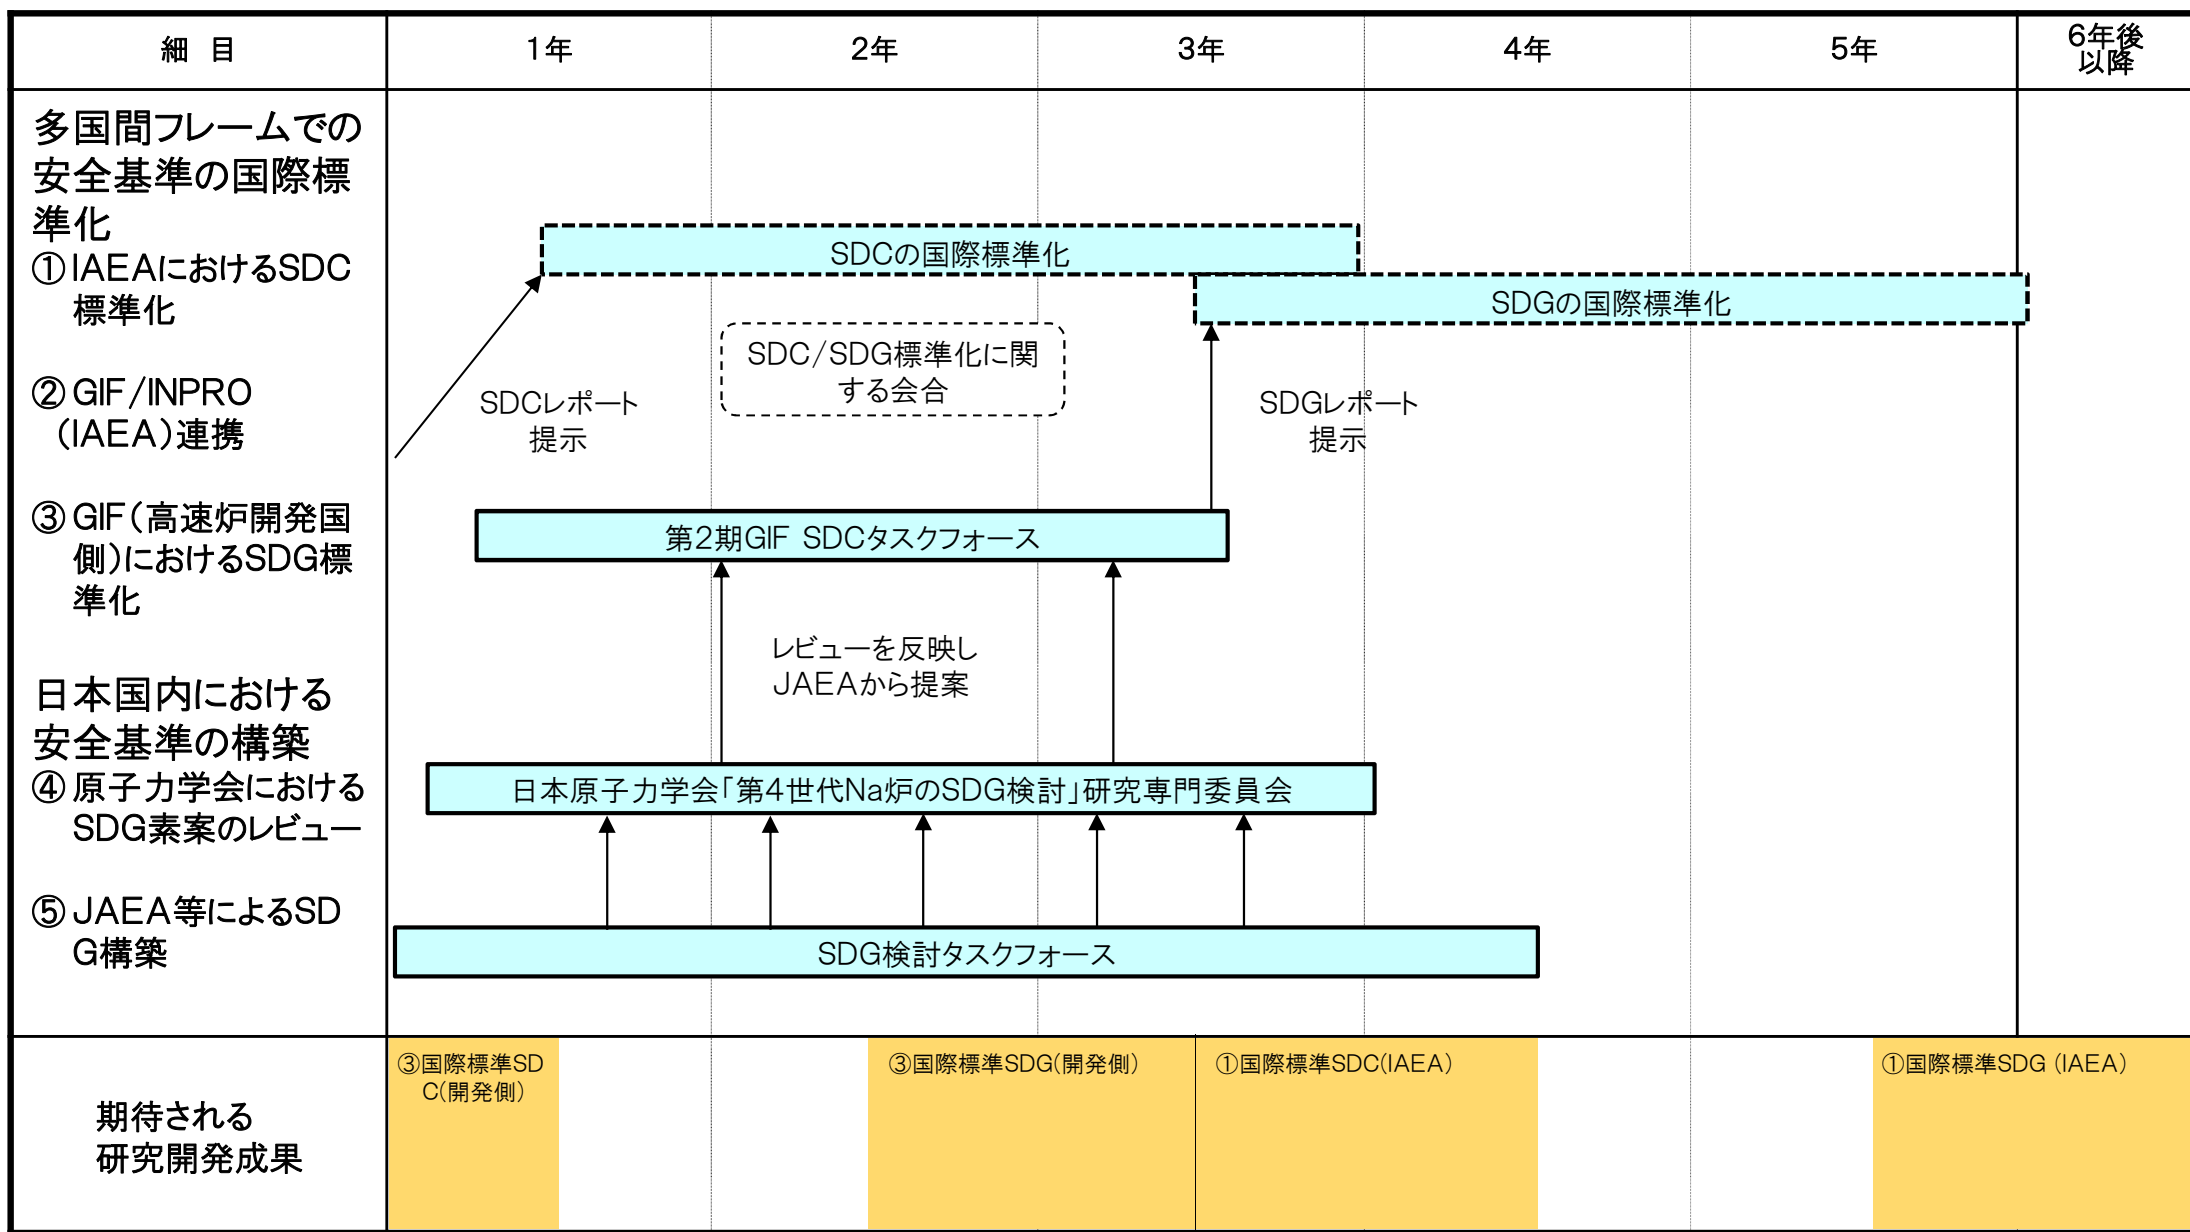 細　目
1年
2年
3年
4年
5年
6年後
以降
多国間フレームでの
安全基準の国際標
準化
①IAEAにおけるSDC
標準化
②GIF/INPRO
（IAEA）連携
③GIF（高速炉開発国
側）におけるSDG標
準化
日本国内における
安全基準の構築
④原子力学会における
SDG素案のレビュー
⑤JAEA等によるSD
G構築
SDCの国際標準化
SDGの国際標準化
SDC/SDG標準化に関
する会合
SDCレポート
提示
SDGレポート
提示
第2期GIF SDCタスクフォース
レビューを反映し
JAEAから提案
日本原子力学会「第4世代Na炉のSDG検討」研究専門委員会
SDG検討タスクフォース
期待される
研究開発成果
③国際標準SD
C(開発側)
③国際標準SDG(開発側)
①国際標準SDC(IAEA)
①国際標準SDG (IAEA)